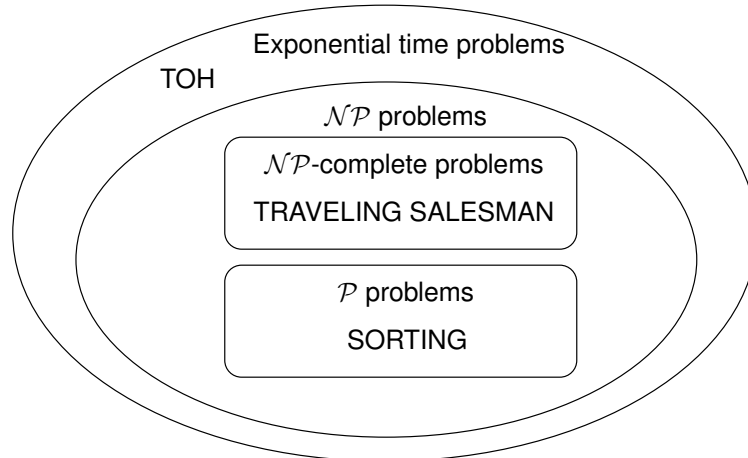 Exponential time problems
TOH
𝒩𝒫 problems
𝒩𝒫-complete problems
TRAVELING SALESMAN
𝒫 problems
SORTING